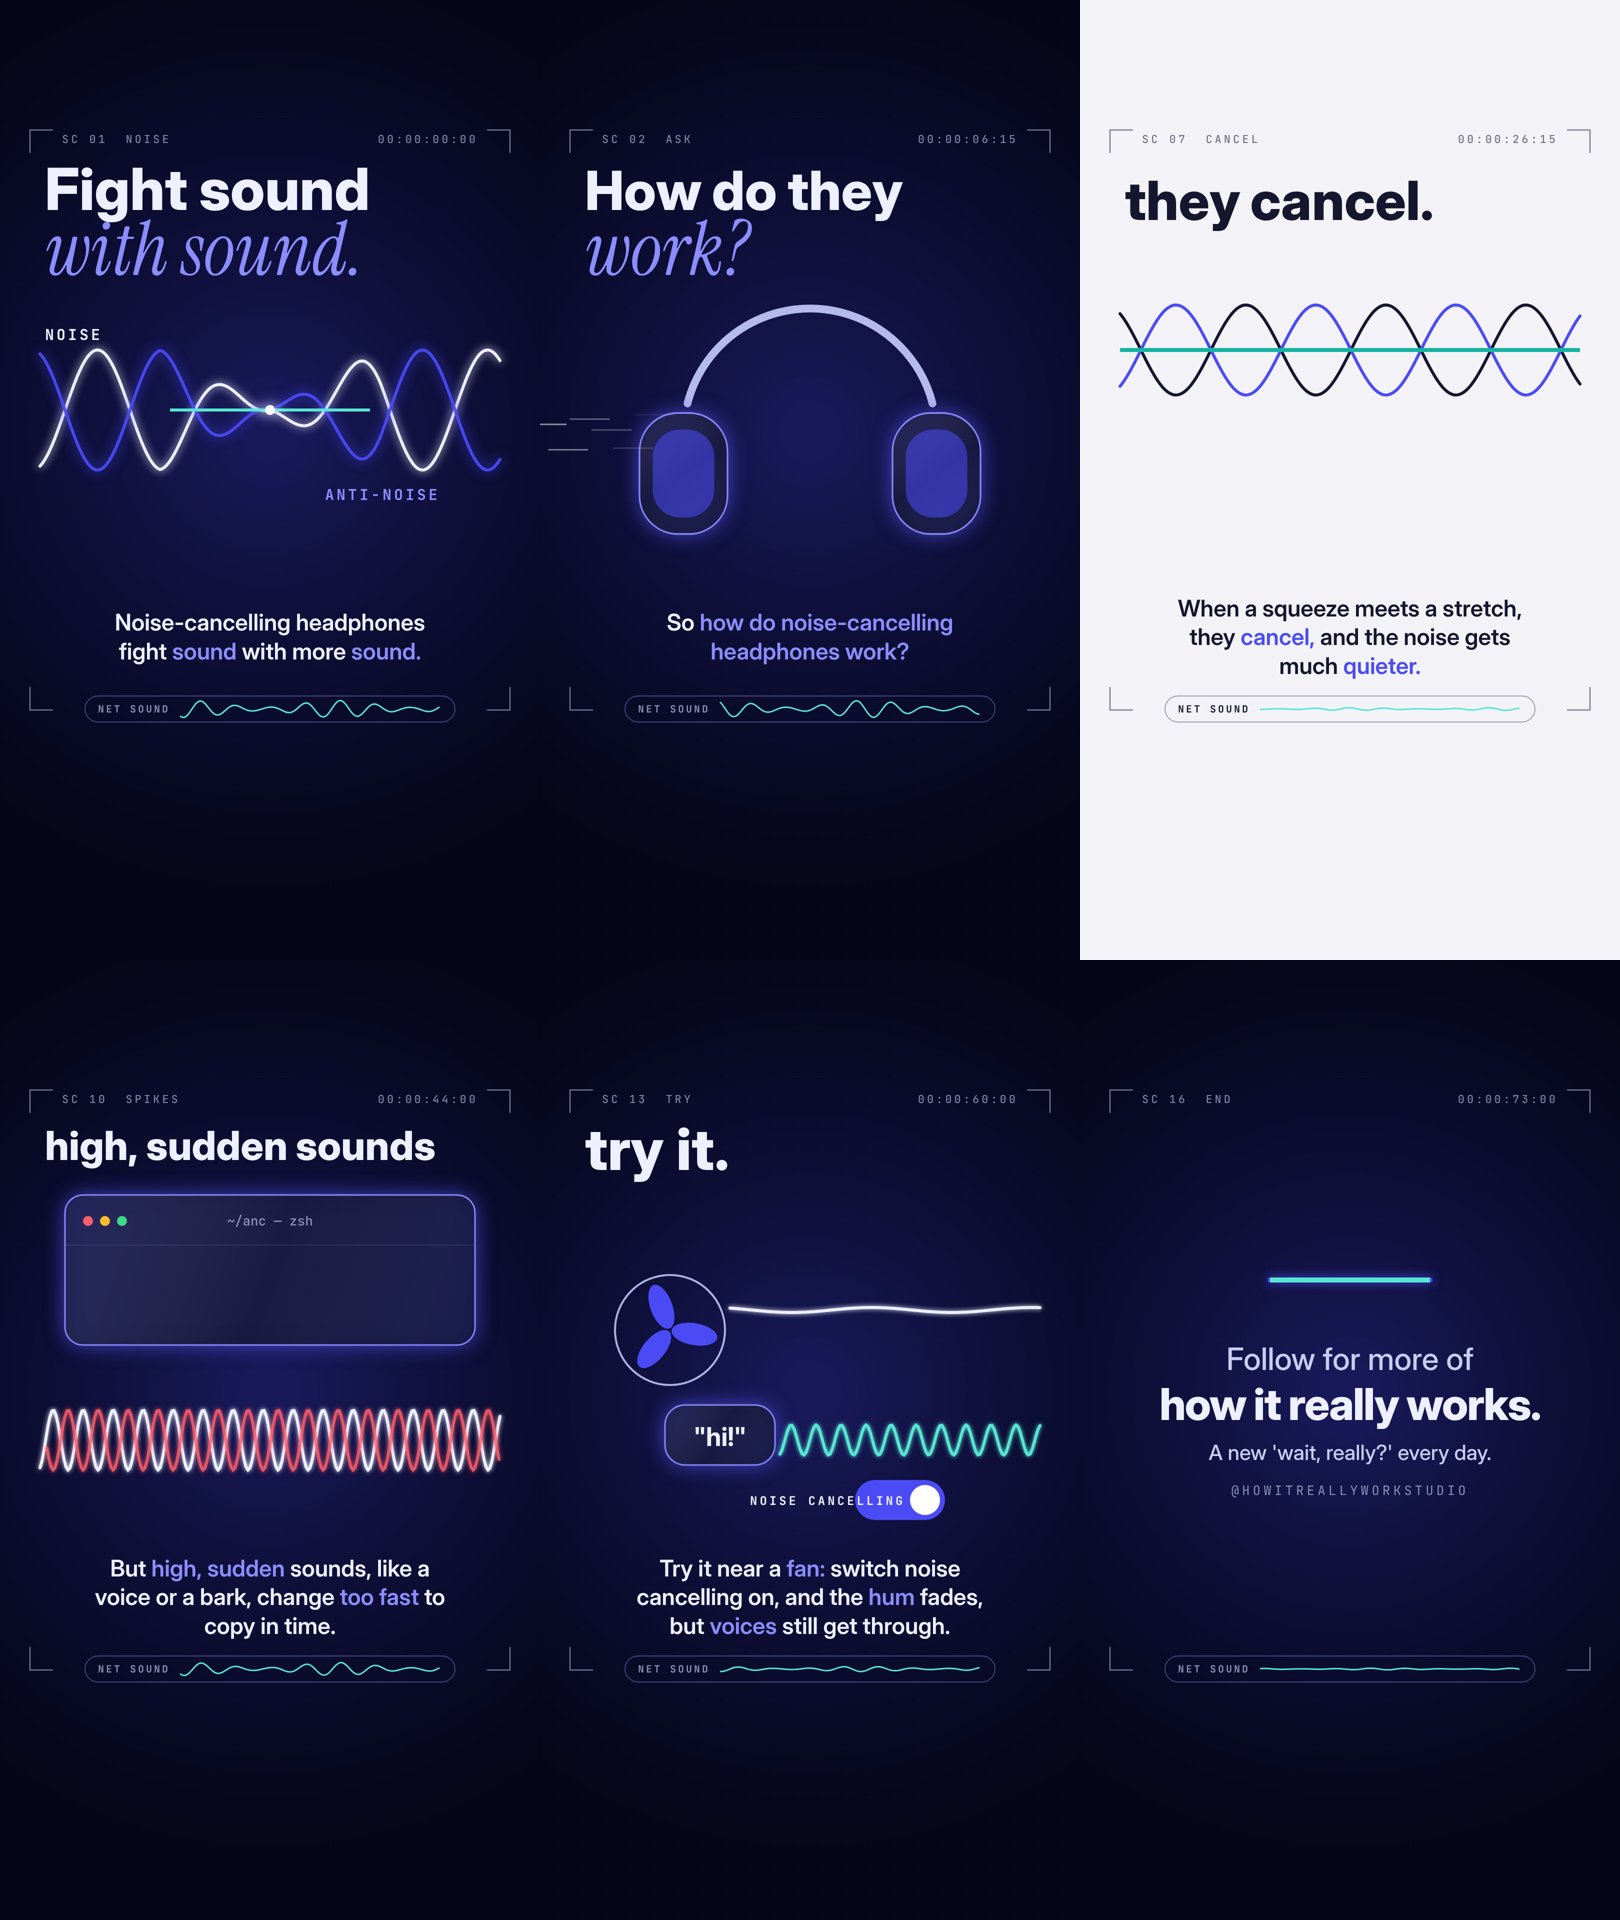 SC 01 NOISE 00:00:00:00
Fight sound
with sound.
NOISE
ANTI-NOISE
Noise-cancelling headphones
fight sound with more sound.
NET SOUND
SC 02 ASK 00:00:06:15
How do they
work?
So how do noise-cancelling
headphones work?
NET SOUND
SC 07 CANCEL 00:00:26:15
they cancel.
When a squeeze meets a stretch,
they cancel, and the noise gets
much quieter.
NET SOUND
SC 10 SPIKES 00:00:44:00
high, sudden sounds
~/anc — zsh
But high, sudden sounds, like a
voice or a bark, change too fast to
copy in time.
NET SOUND
SC 13 TRY 00:00:60:00
try it.
"hi!"
NOISE CANCELLING
Try it near a fan: switch noise
cancelling on, and the hum fades,
but voices still get through.
NET SOUND
SC 16 END 00:00:73:00
Follow for more of
how it really works.
A new 'wait, really?' every day.
@HOWITREALLYWORKSTUDIO
NET SOUND